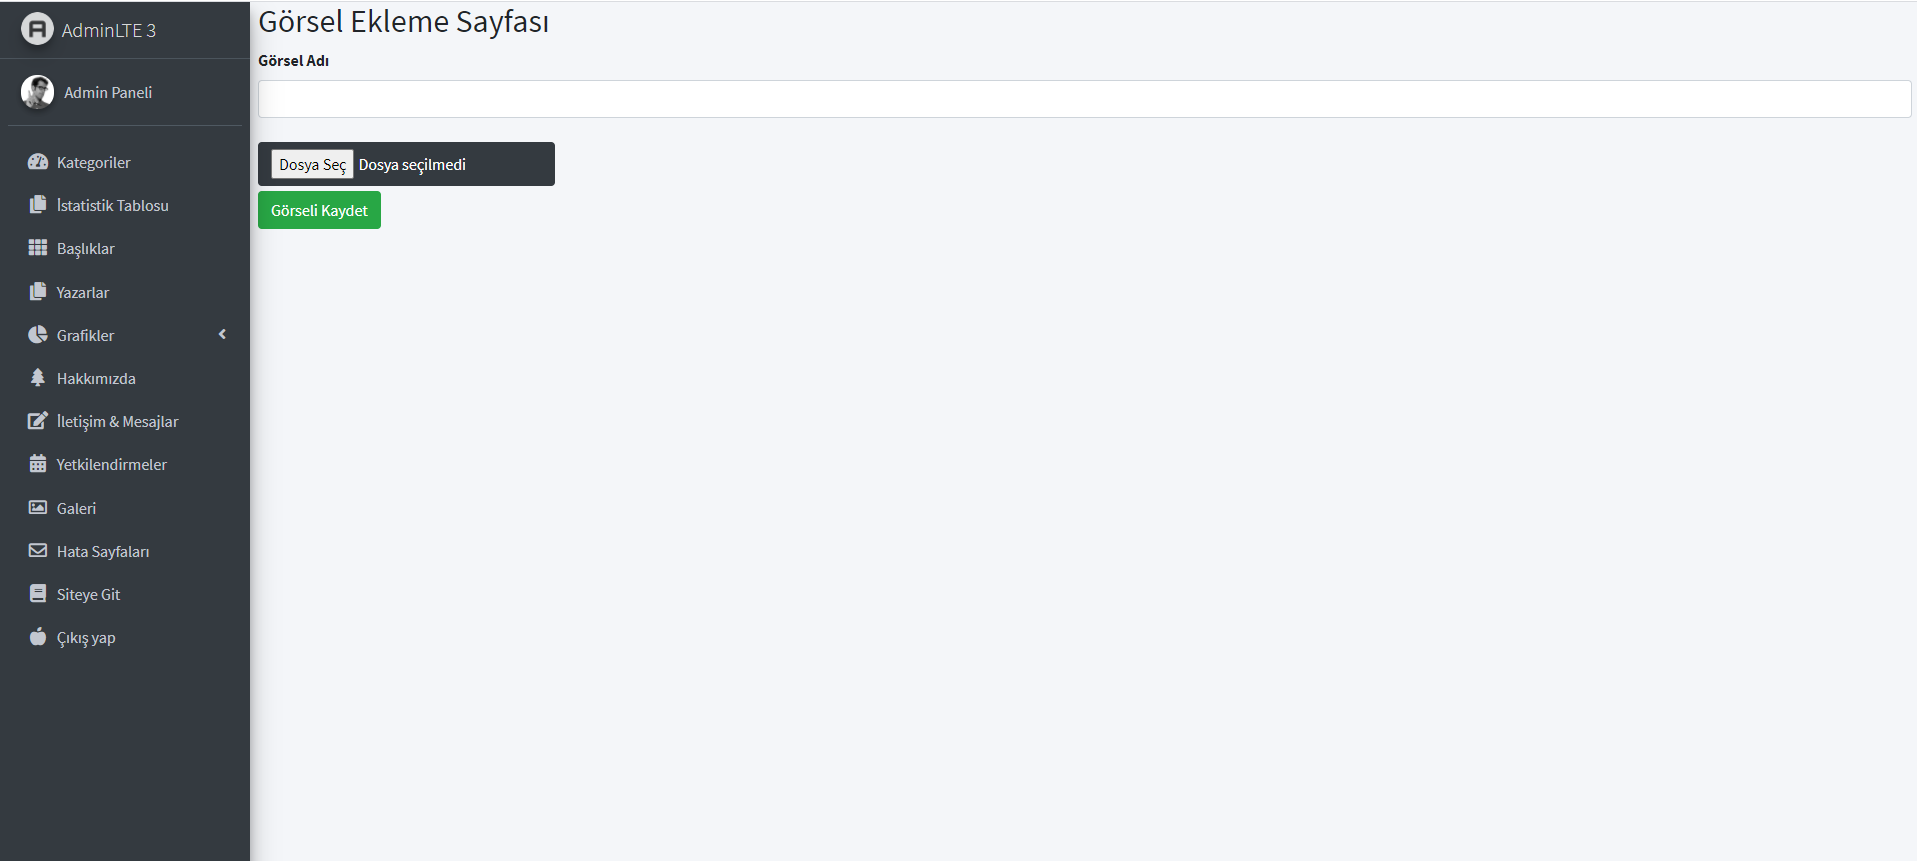 AdminLTE 3
Admin Paneli
Kategoriler
İstatistik Tablosu
Başlıklar
Yazarlar
Grafikler
Hakkımızda
İletişim & Mesajlar
Yetkilendirmeler
Galeri
Hata Sayfaları
Siteye Git
Çıkış yap
Görsel Ekleme Sayfası
Görsel Adı
Dosya Seç Dosya seçilmedi
Görseli Kaydet